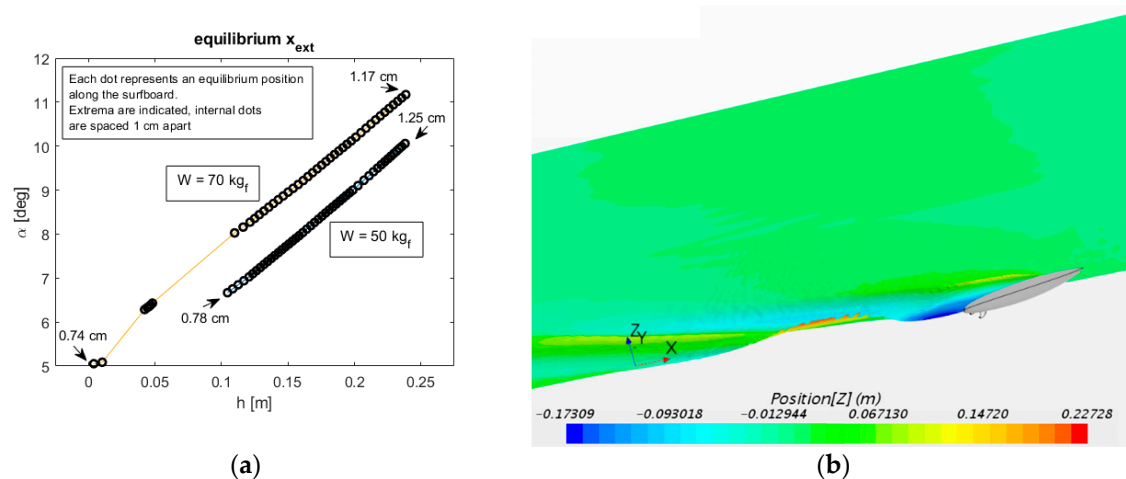 equilibrium x_ext
Each dot represents an equilibrium position
along the surfboard.
Extrema are indicated, internal dots
are spaced 1 cm apart
1.17 cm
1.25 cm
W = 70 kg_f
W = 50 kg_f
0.78 cm
0.74 cm
12
11
10
9
8
7
6
5
α [deg]
0
0.05
0.1
0.15
0.2
0.25
h [m]
(a)
Z
Y
X
Position[Z] (m)
-0.17309 -0.093018 -0.012944 0.067130 0.14720 0.22728
(b)